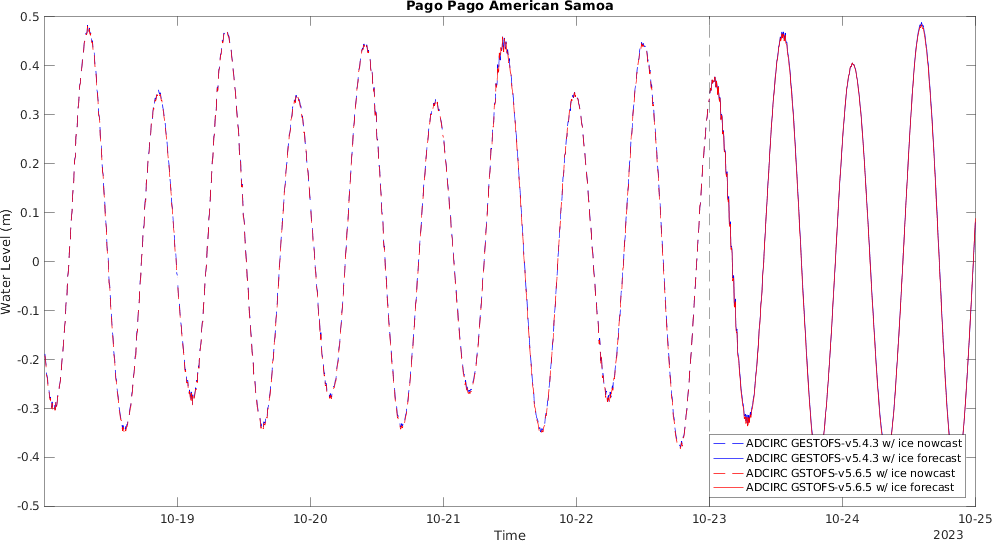 Pago Pago American Samoa
0.5
0.4
0.3
0.2
0.1
0
-0.1
-0.2
-0.3
-0.4
-0.5
Water Level (m)
ADCIRC GESTOFS-v5.4.3 w/ ice nowcast
ADCIRC GESTOFS-v5.4.3 w/ ice forecast
ADCIRC GSTOFS-v5.6.5 w/ ice nowcast
ADCIRC GSTOFS-v5.6.5 w/ ice forecast
10-19 10-20 10-21 10-22 10-23 10-24 10-25
Time
2023